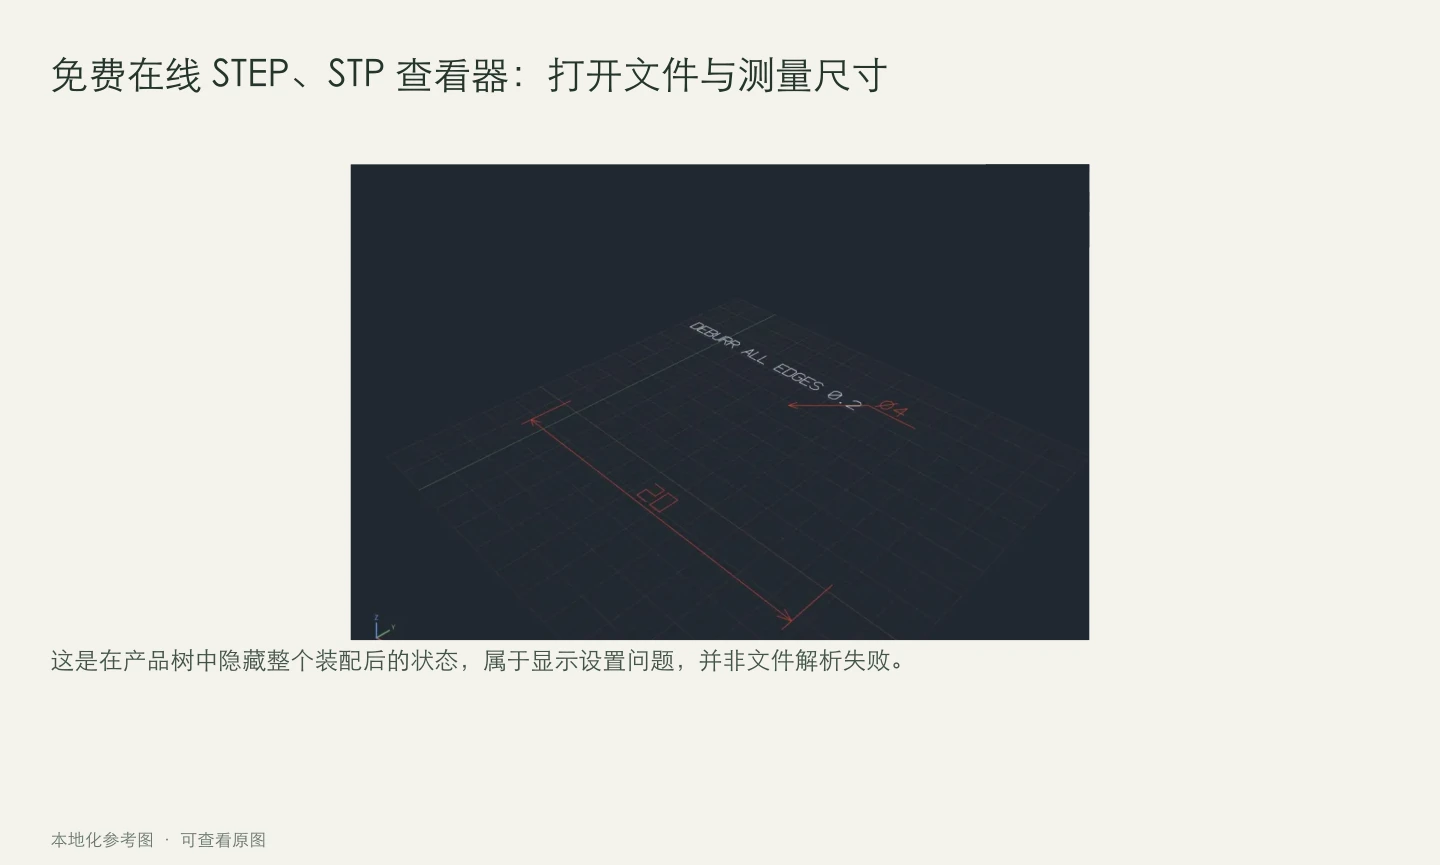 免费在线 STEP、STP 查看器：打开文件与测量尺寸
DEBURR ALL EDGES 0.2
Ø4
20
Z
Y
这是在产品树中隐藏整个装配后的状态，属于显示设置问题，并非文件解析失败。
本地化参考图 · 可查看原图